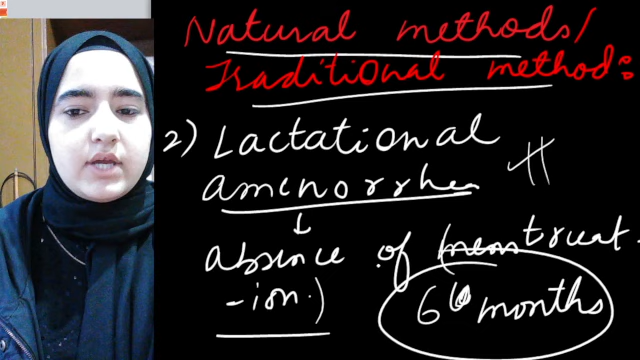 Natural methods/
Traditional method:
2) Lactational
amenorrhea
absence of (menstruat-
-ion.)
6 months